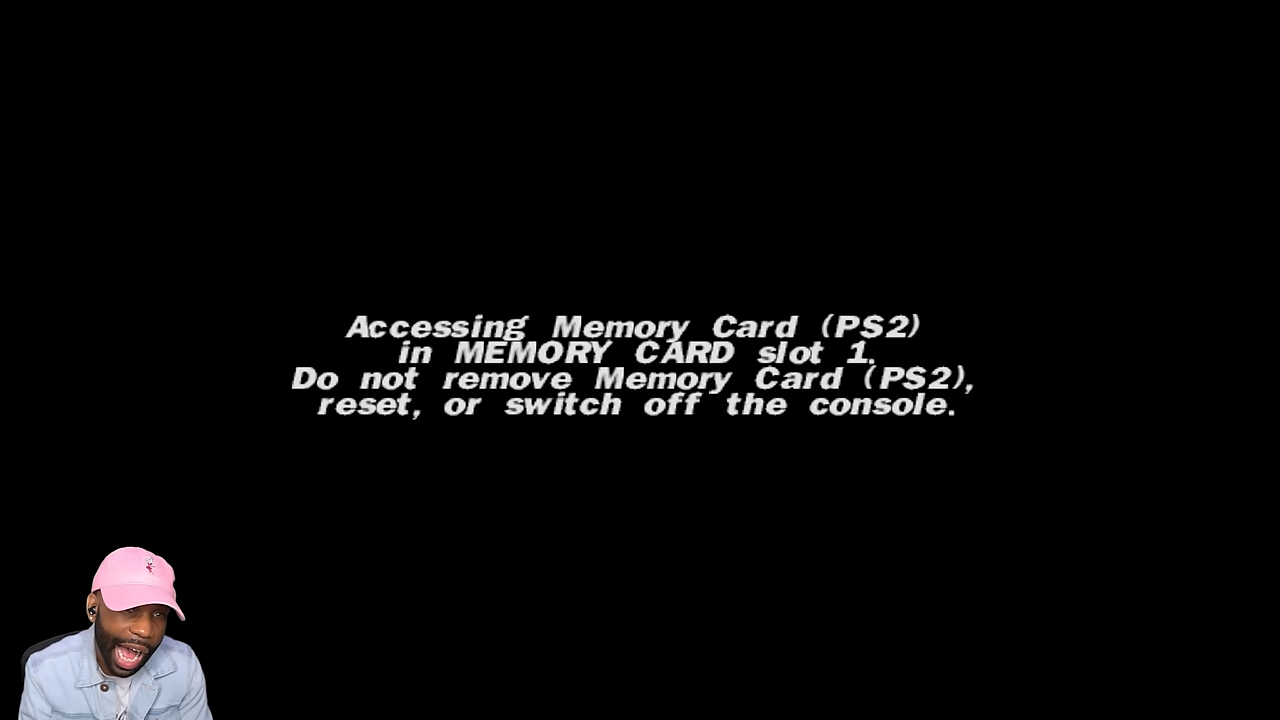 Accessing Memory Card (PS2)
in MEMORY CARD slot 1.
Do not remove Memory Card (PS2),
reset, or switch off the console.